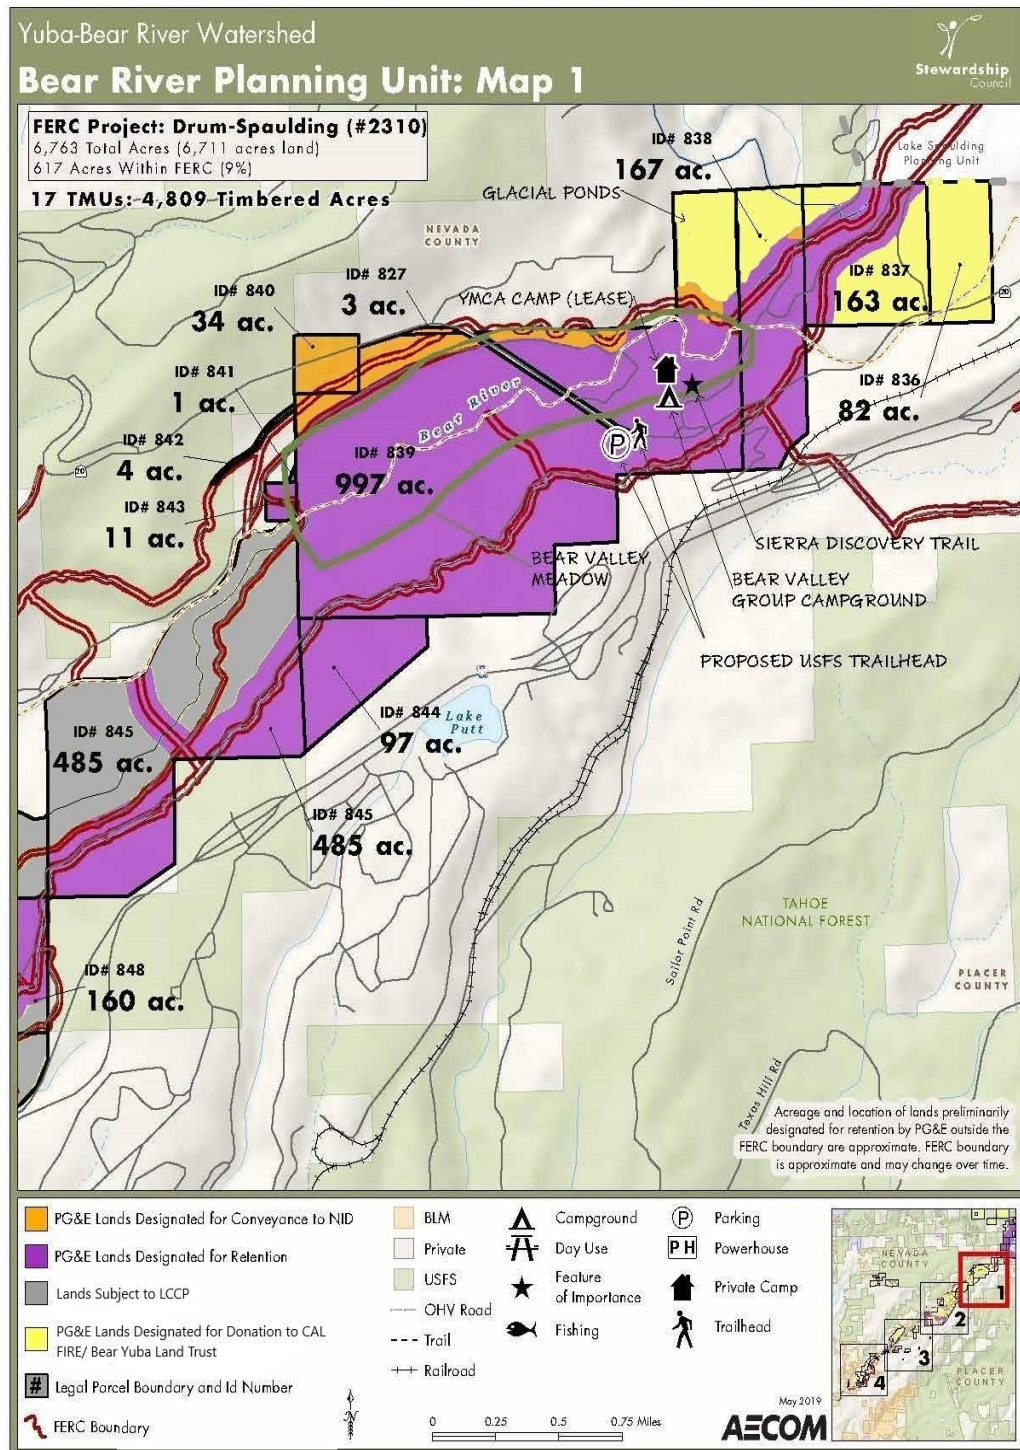 Yuba-Bear River Watershed
Bear River Planning Unit: Map 1
Stewardship
Council
FERC Project: Drum-Spaulding (#2310)
6,763 Total Acres (6,711 acres land)
617 Acres Within FERC (9%)
17 TMUs: 4,809 Timbered Acres
ID# 838
167 ac.
Lake Spaulding
Planning Unit
GLACIAL PONDS
NEVADA
COUNTY
ID# 827
3 ac.
ID# 837
163 ac.
20
ID# 840
34 ac.
YMCA CAMP (LEASE)
ID# 841
1 ac.
ID# 836
82 ac.
Bear River
ID# 842
4 ac.
20
P
ID# 839
997 ac.
ID# 843
11 ac.
SIERRA DISCOVERY TRAIL
BEAR VALLEY
MEADOW
BEAR VALLEY
GROUP CAMPGROUND
PROPOSED USFS TRAILHEAD
ID# 844
97 ac.
Lake
Putt
ID# 845
485 ac.
ID# 845
485 ac.
Sailor Point Rd
TAHOE
NATIONAL FOREST
ID# 848
160 ac.
PLACER
COUNTY
Texas Hill Rd
Acreage and location of lands preliminarily
designated for retention by PG&E outside the
FERC boundary are approximate. FERC boundary
is approximate and may change over time.
PG&E Lands Designated for Conveyance to NID
PG&E Lands Designated for Retention
Lands Subject to LCCP
PG&E Lands Designated for Donation to CAL
FIRE/ Bear Yuba Land Trust
# Legal Parcel Boundary and Id Number
FERC Boundary
BLM
Private
USFS
OHV Road
Trail
Railroad
Campground
Day Use
Feature
of Importance
Fishing
P Parking
PH Powerhouse
Private Camp
Trailhead
N
0 0.25 0.5 0.75 Miles
May 2019
AECOM
NEVADA
COUNTY
1
2
3
PLACER
COUNTY
4